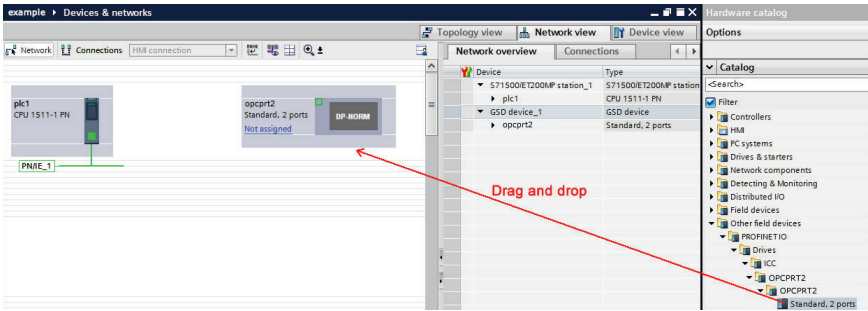 example ▸ Devices & networks
Hardware catalog
Topology view
Network view
Device view
Options
Network
Connections
HMI connection
Network overview
Connections
Device
Type
S71500/ET200MP station_1
S71500/ET200MP station
plc1
CPU 1511-1 PN
GSD device_1
GSD device
opcprt2
Standard, 2 ports
plc1
CPU 1511-1 PN
opcprt2
Standard, 2 ports
Not assigned
DP-NORM
PN/IE_1
Drag and drop
Catalog
<Search>
Filter
Controllers
HMI
PC systems
Drives & starters
Network components
Detecting & Monitoring
Distributed I/O
Field devices
Other field devices
PROFINET IO
Drives
ICC
OPCPRT2
OPCPRT2
Standard, 2 ports